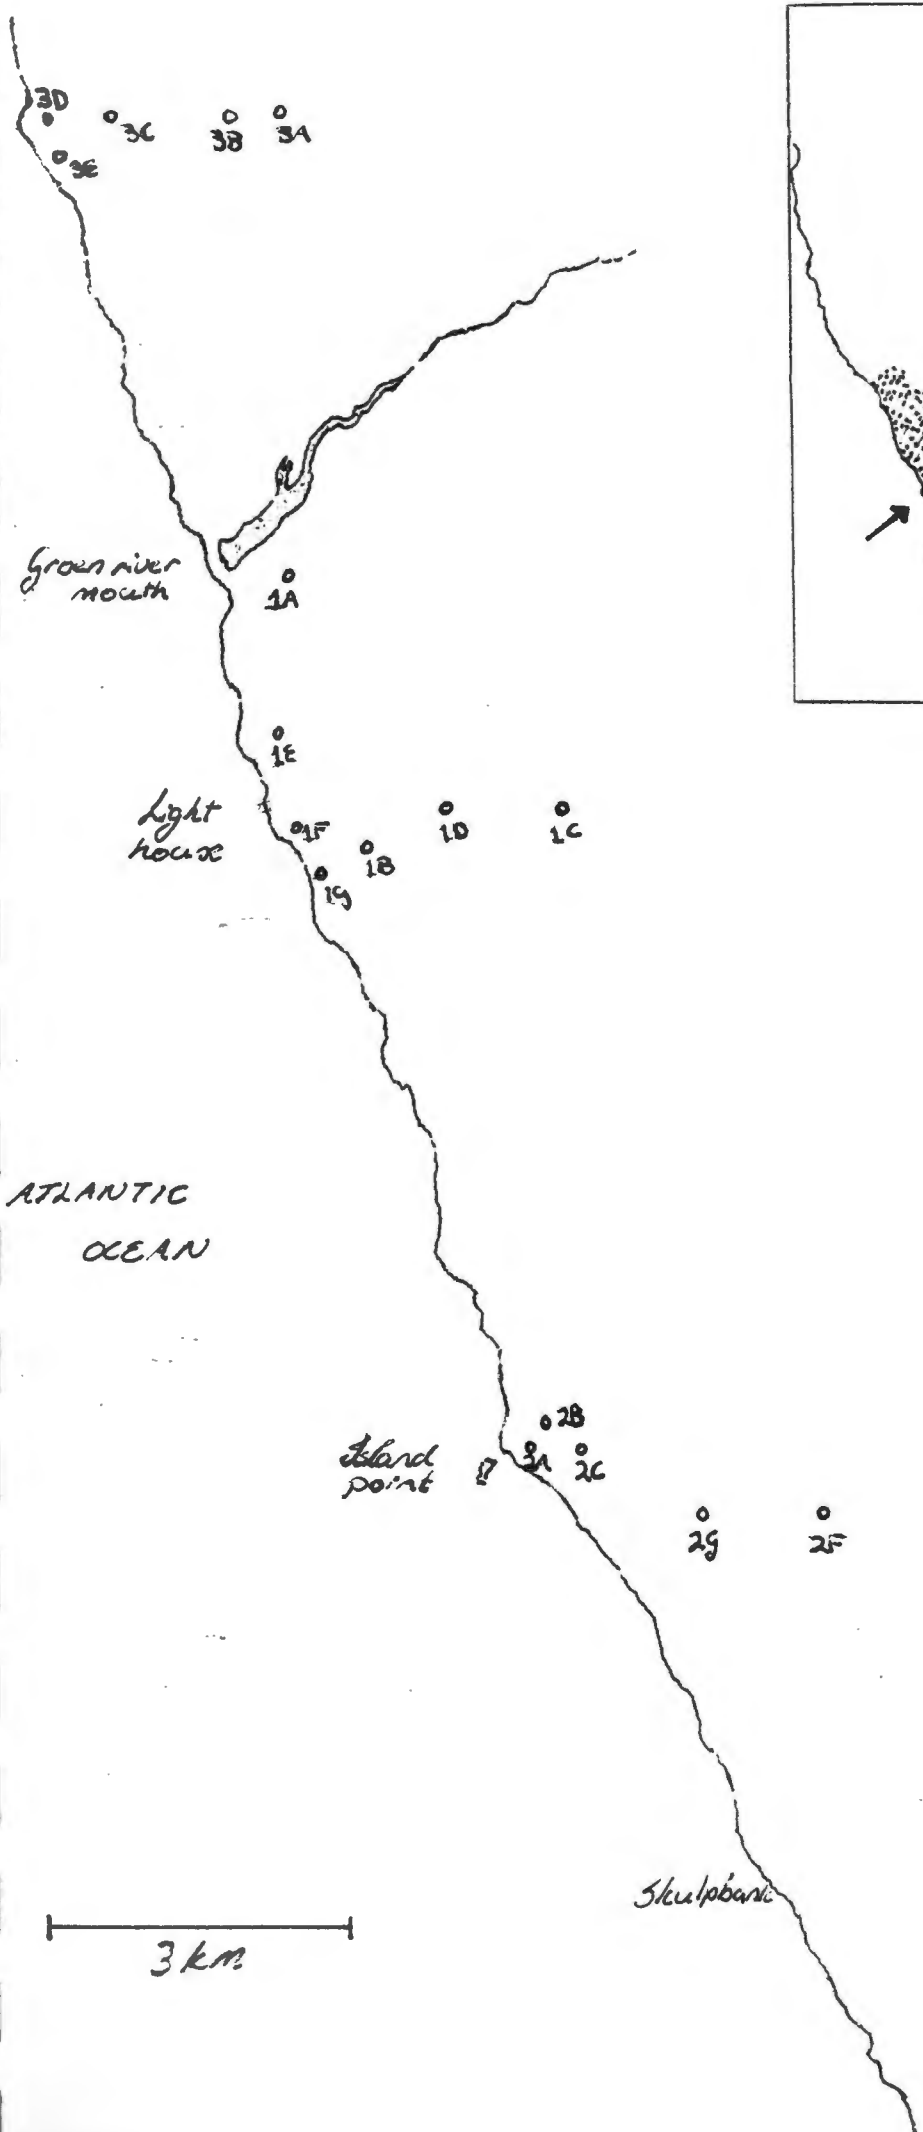 3D
3C
3B
3A
3E
Groen river
mouth
1A
1E
Light
house
1F
1D
1C
1B
1G
ATLANTIC
OCEAN
2B
Island
point
2A
2C
2G
2F
Skulpbank
3 km